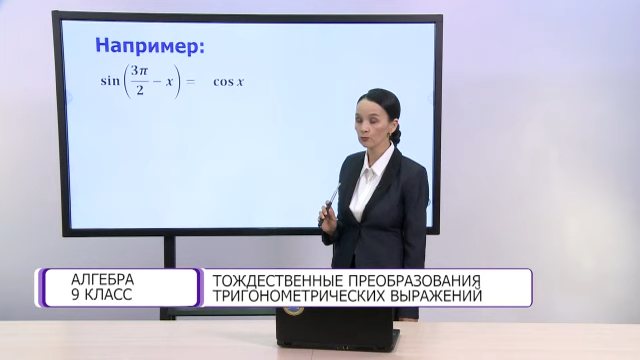 Например:
sin(3π/2 − x) = cos x
АЛГЕБРА
9 КЛАСС
ТОЖДЕСТВЕННЫЕ ПРЕОБРАЗОВАНИЯ
ТРИГОНОМЕТРИЧЕСКИХ ВЫРАЖЕНИЙ